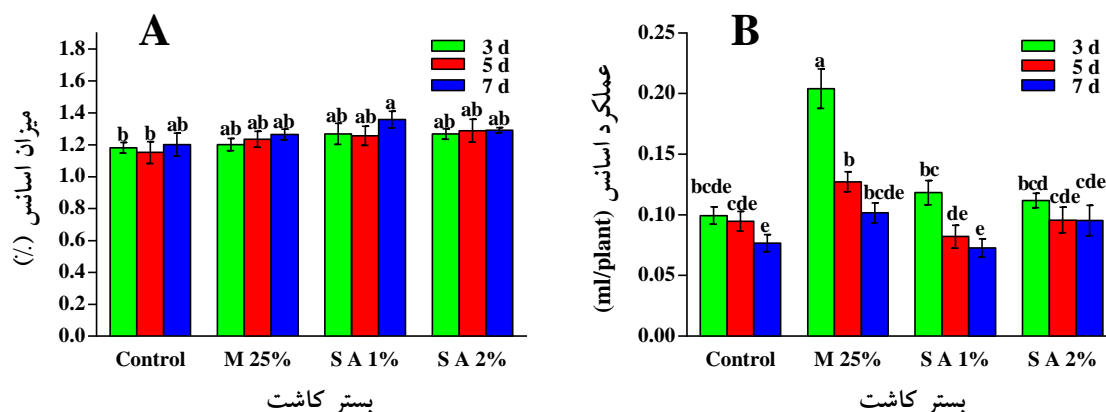 A
3 d
5 d
7 d
میزان اسانس (٪)
1.8
1.6
1.4
1.2
1.0
0.8
0.6
0.4
0.2
0.0
b b ab
ab ab ab
ab ab a
ab ab ab
Control M 25% S A 1% S A 2%
بستر کاشت
B
3 d
5 d
7 d
عملکرد اسانس (ml/plant)
0.25
0.20
0.15
0.10
0.05
0.00
bcde cde e
a b bcde
bc de e
bcd cde cde
Control M 25% S A 1% S A 2%
بستر کاشت